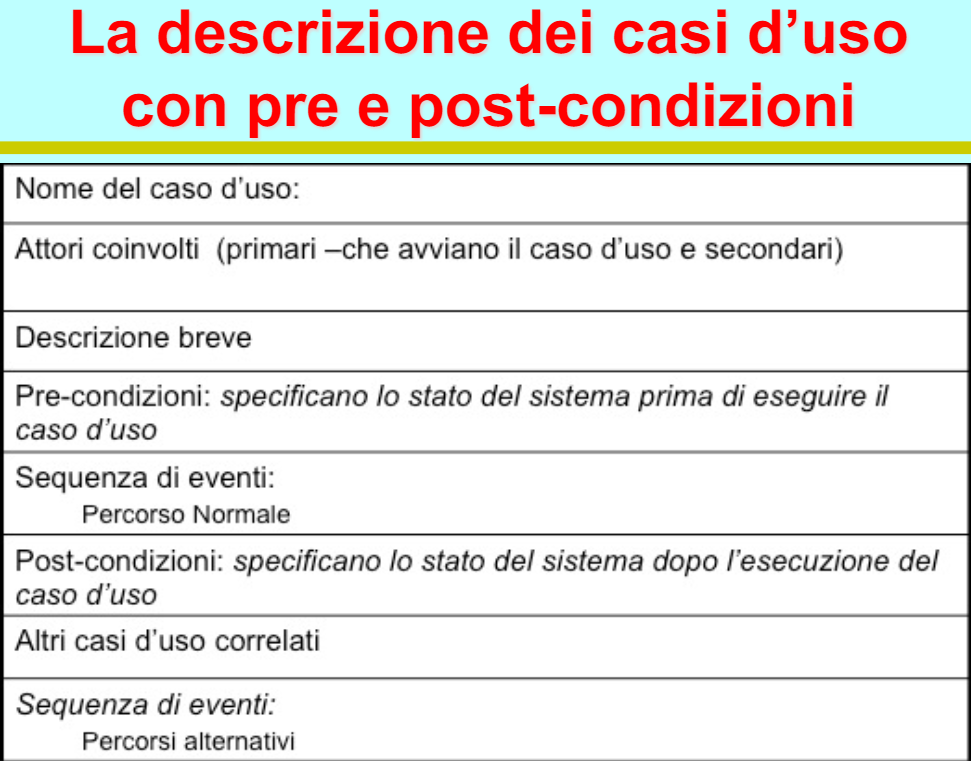 La descrizione dei casi d’uso
con pre e post-condizioni
Nome del caso d’uso:
Attori coinvolti (primari –che avviano il caso d’uso e secondari)
Descrizione breve
Pre-condizioni: specificano lo stato del sistema prima di eseguire il
caso d’uso
Sequenza di eventi:
Percorso Normale
Post-condizioni: specificano lo stato del sistema dopo l’esecuzione del
caso d’uso
Altri casi d’uso correlati
Sequenza di eventi:
Percorsi alternativi